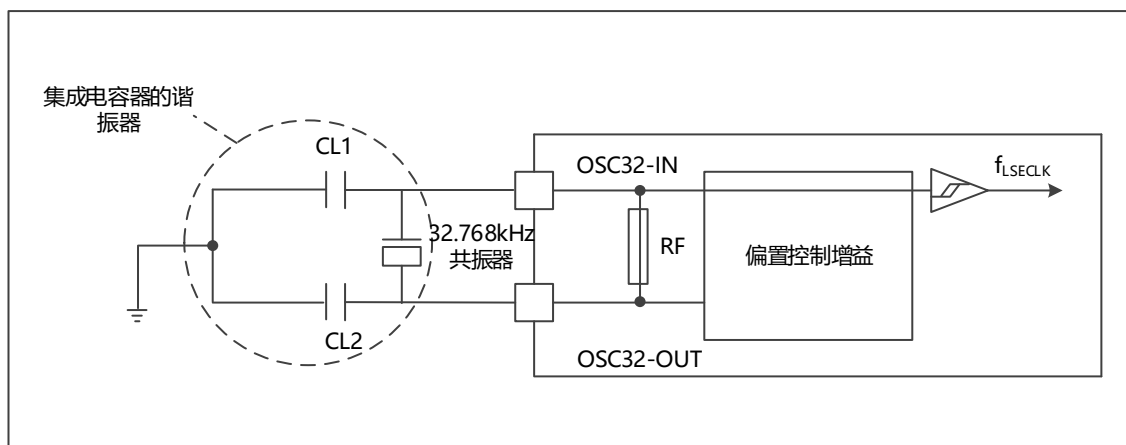 集成电容器的谐
振器
CL1
OSC32-IN
f_LSECLK
32.768kHz
共振器
RF
偏置控制增益
CL2
OSC32-OUT